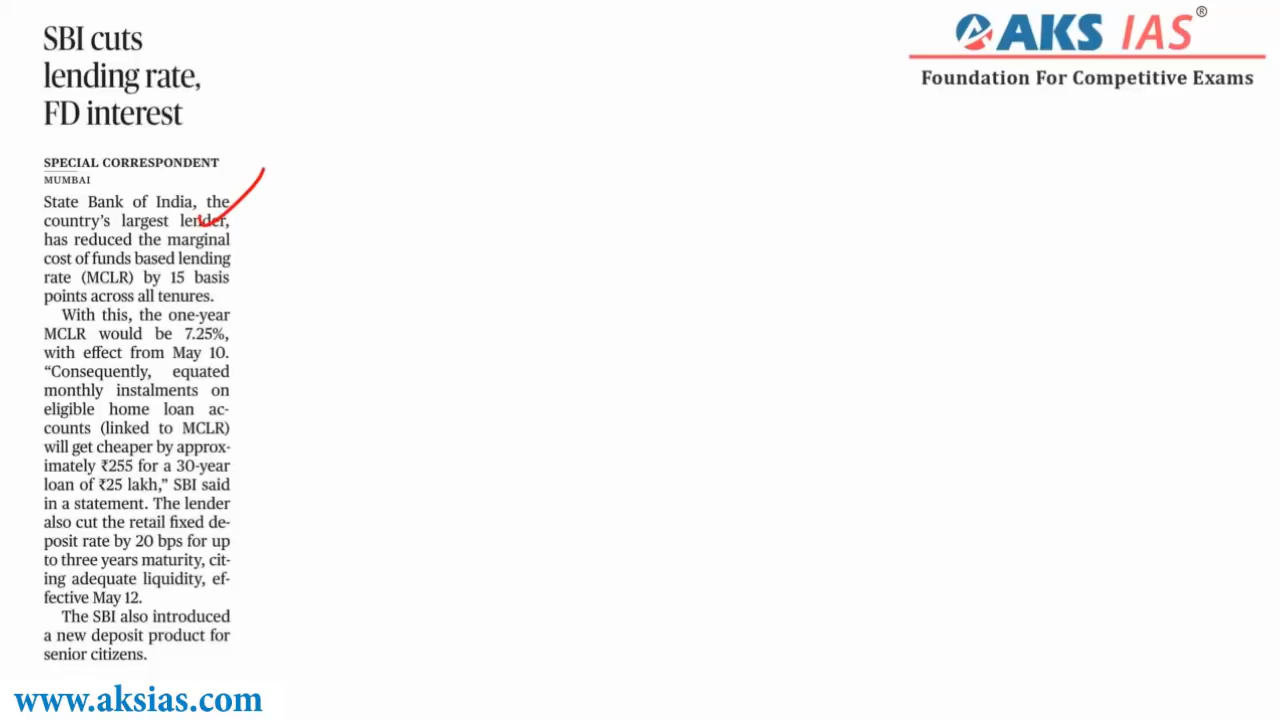 SBI cuts
lending rate,
FD interest
SPECIAL CORRESPONDENT
MUMBAI
State Bank of India, the
country's largest lender,
has reduced the marginal
cost of funds based lending
rate (MCLR) by 15 basis
points across all tenures.
With this, the one-year
MCLR would be 7.25%,
with effect from May 10.
“Consequently, equated
monthly instalments on
eligible home loan ac-
counts (linked to MCLR)
will get cheaper by approx-
imately ₹255 for a 30-year
loan of ₹25 lakh,” SBI said
in a statement. The lender
also cut the retail fixed de-
posit rate by 20 bps for up
to three years maturity, cit-
ing adequate liquidity, ef-
fective May 12.
The SBI also introduced
a new deposit product for
senior citizens.
AKS IAS®
Foundation For Competitive Exams
www.aksias.com